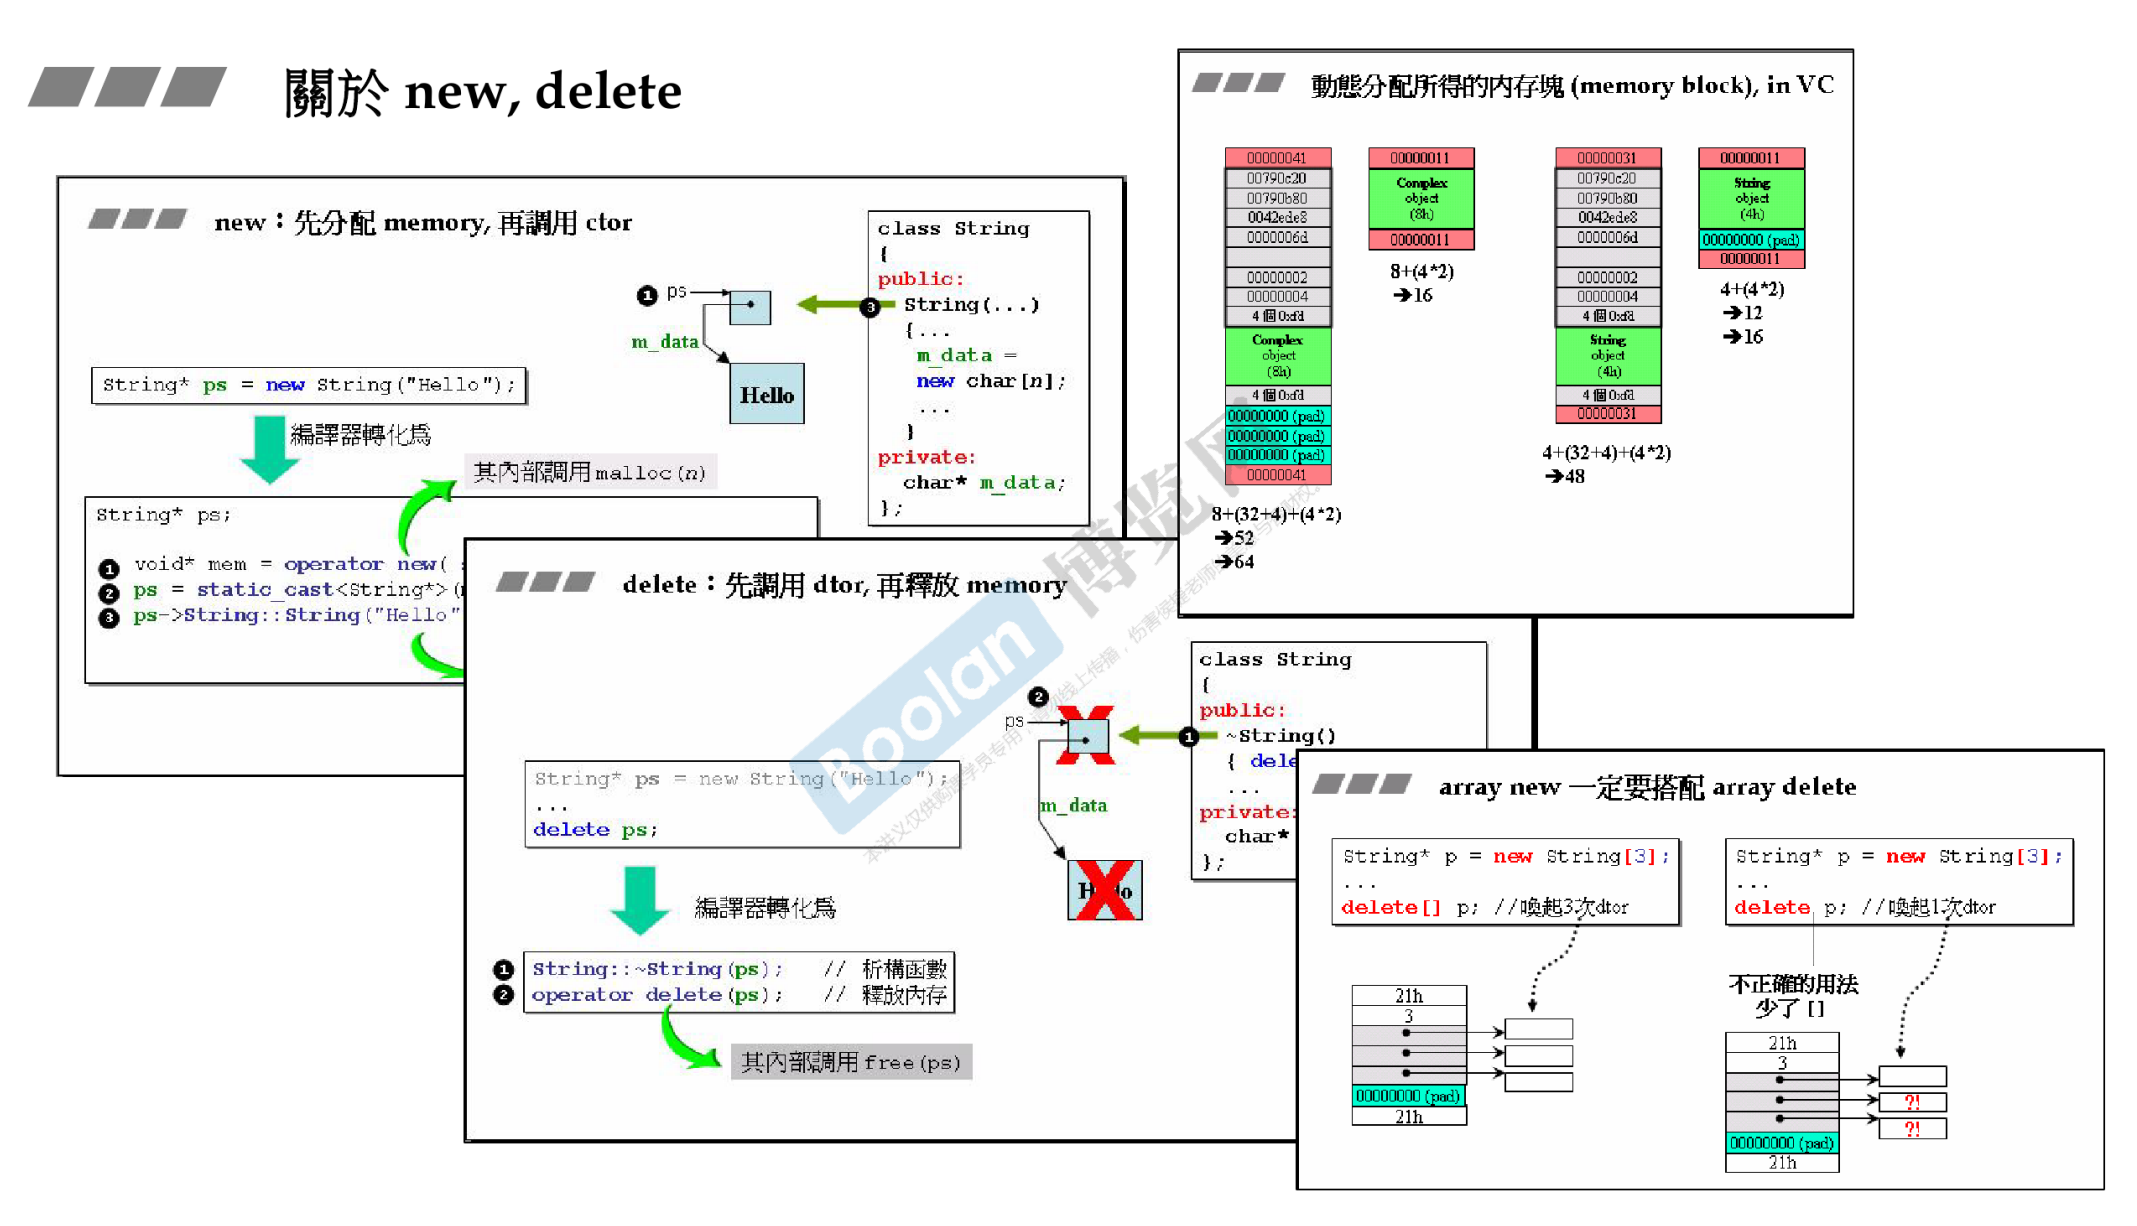 關於 new, delete
new：先分配 memory, 再調用 ctor
String* ps = new String("Hello");
編譯器轉化為
其內部調用 malloc(n)
String* ps;
❶ void* mem = operator new(
❷ ps = static_cast<String*>(
❸ ps->String::String("Hello"
❶ ps
m_data
Hello
❸
class String
{
public:
String(...)
{...
m_data =
new char[n];
...
}
private:
char* m_data;
};
delete：先調用 dtor, 再釋放 memory
String* ps = new String("Hello");
...
delete ps;
編譯器轉化為
❶ String::~String(ps); // 析構函數
❷ operator delete(ps); // 釋放內存
其內部調用 free(ps)
❷
ps
m_data
❶
class String
{
public:
~String()
{ dele
...
private:
char*
};
動態分配所得的內存塊 (memory block), in VC
00000041
00790c20
00790b80
0042ede8
0000006d
00000002
00000004
4 個 0xfd
Complex
object
(8h)
4 個 0xfd
00000000 (pad)
00000000 (pad)
00000000 (pad)
00000041
8+(32+4)+(4*2)
➔52
➔64
00000011
Complex
object
(8h)
00000011
8+(4*2)
➔16
00000031
00790c20
00790b80
0042ede8
0000006d
00000002
00000004
4 個 0xfd
String
object
(4h)
4 個 0xfd
00000031
4+(32+4)+(4*2)
➔48
00000011
String
object
(4h)
00000000 (pad)
00000011
4+(4*2)
➔12
➔16
array new 一定要搭配 array delete
String* p = new String[3];
...
delete[] p; //喚起3次dtor
21h
3
00000000 (pad)
21h
String* p = new String[3];
...
delete p; //喚起1次dtor
不正確的用法
少了 []
21h
3
?!
?!
00000000 (pad)
21h
Boolan 博览网